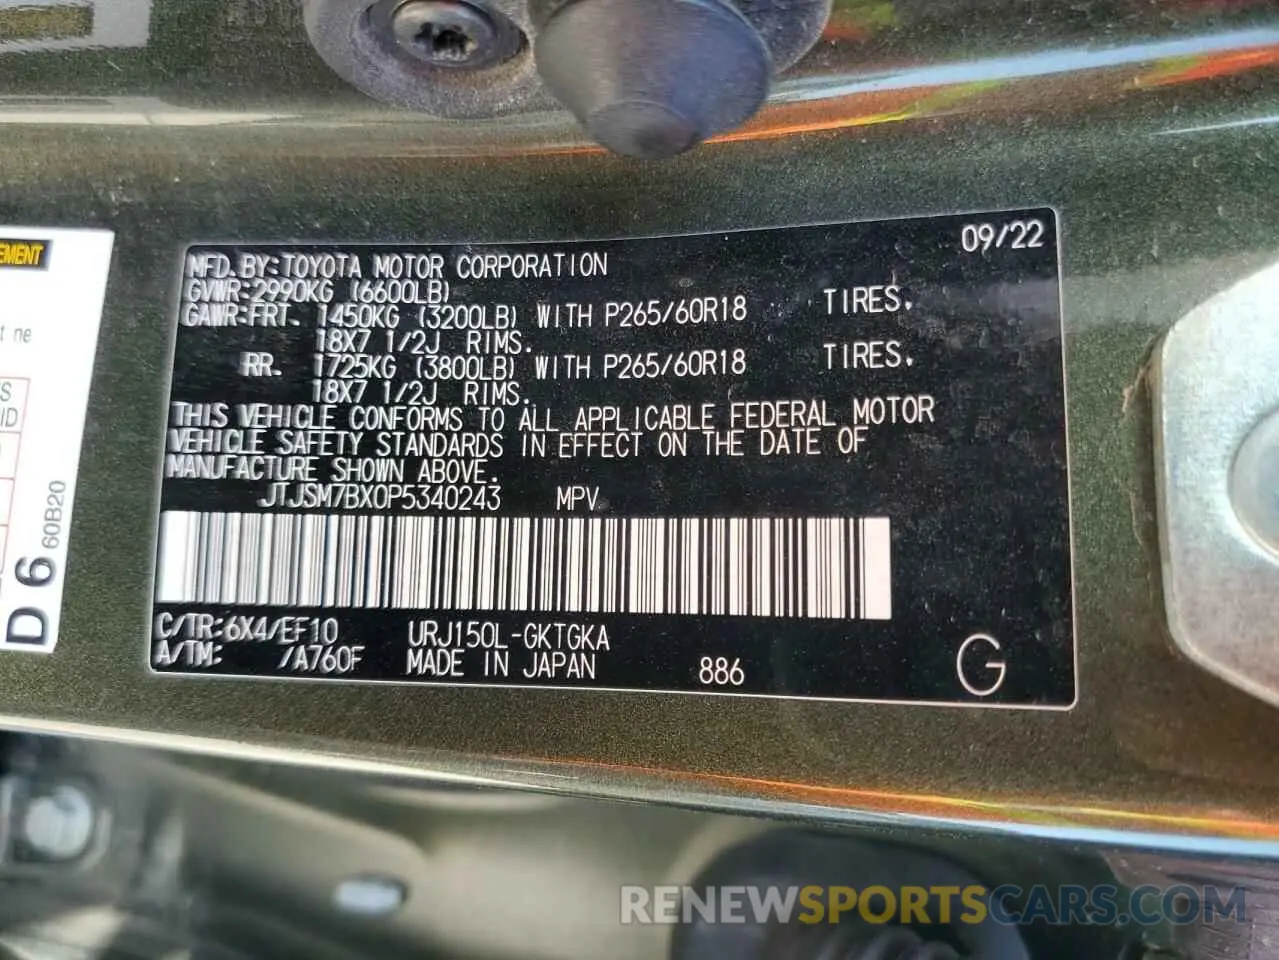 09/22
MFD.BY:TOYOTA MOTOR CORPORATION
GVWR:2990KG (6600LB)
GAWR:FRT. 1450KG (3200LB) WITH P265/60R18 TIRES,
18X7 1/2J RIMS.
RR. 1725KG (3800LB) WITH P265/60R18 TIRES,
18X7 1/2J RIMS.
THIS VEHICLE CONFORMS TO ALL APPLICABLE FEDERAL MOTOR
VEHICLE SAFETY STANDARDS IN EFFECT ON THE DATE OF
MANUFACTURE SHOWN ABOVE.
JTJSM7BX0P5340243 MPV
C/TR:6X4/EF10 URJ150L-GKTGKA
A/TM: /A760F MADE IN JAPAN 886 G
EMENT
t ne
S
ID
D 6 60B20
RENEWSPORTSCARS.COM